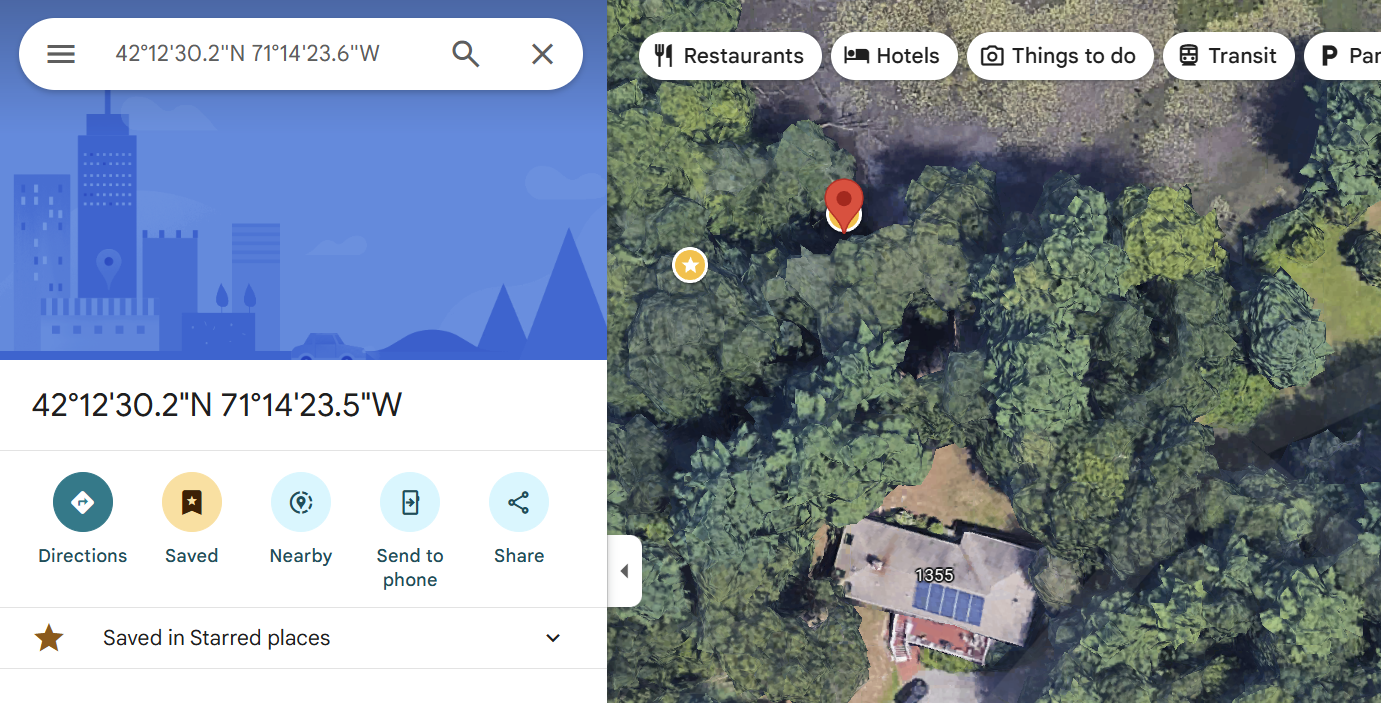 42°12'30.2"N 71°14'23.6"W
Restaurants
Hotels
Things to do
Transit
P Par
42°12'30.2"N 71°14'23.5"W
Directions
Saved
Nearby
Send to
phone
Share
Saved in Starred places
1355